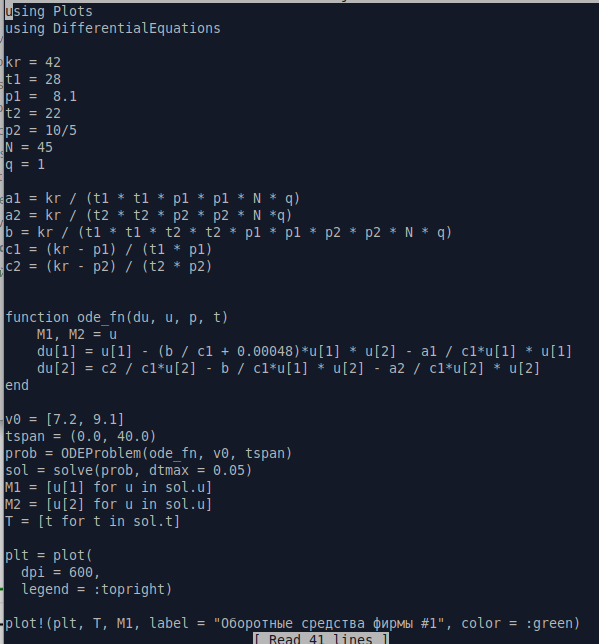 using Plots
using DifferentialEquations

kr = 42
t1 = 28
p1 =  8.1
t2 = 22
p2 = 10/5
N = 45
q = 1

a1 = kr / (t1 * t1 * p1 * p1 * N * q)
a2 = kr / (t2 * t2 * p2 * p2 * N *q)
b = kr / (t1 * t1 * t2 * t2 * p1 * p1 * p2 * p2 * N * q)
c1 = (kr - p1) / (t1 * p1)
c2 = (kr - p2) / (t2 * p2)

function ode_fn(du, u, p, t)
    M1, M2 = u
    du[1] = u[1] - (b / c1 + 0.00048)*u[1] * u[2] - a1 / c1*u[1] * u[1]
    du[2] = c2 / c1*u[2] - b / c1*u[1] * u[2] - a2 / c1*u[2] * u[2]
end

v0 = [7.2, 9.1]
tspan = (0.0, 40.0)
prob = ODEProblem(ode_fn, v0, tspan)
sol = solve(prob, dtmax = 0.05)
M1 = [u[1] for u in sol.u]
M2 = [u[2] for u in sol.u]
T = [t for t in sol.t]

plt = plot(
  dpi = 600,
  legend = :topright)

plot!(plt, T, M1, label = "Оборотные средства фирмы #1", color = :green)
[ Read 41 lines ]